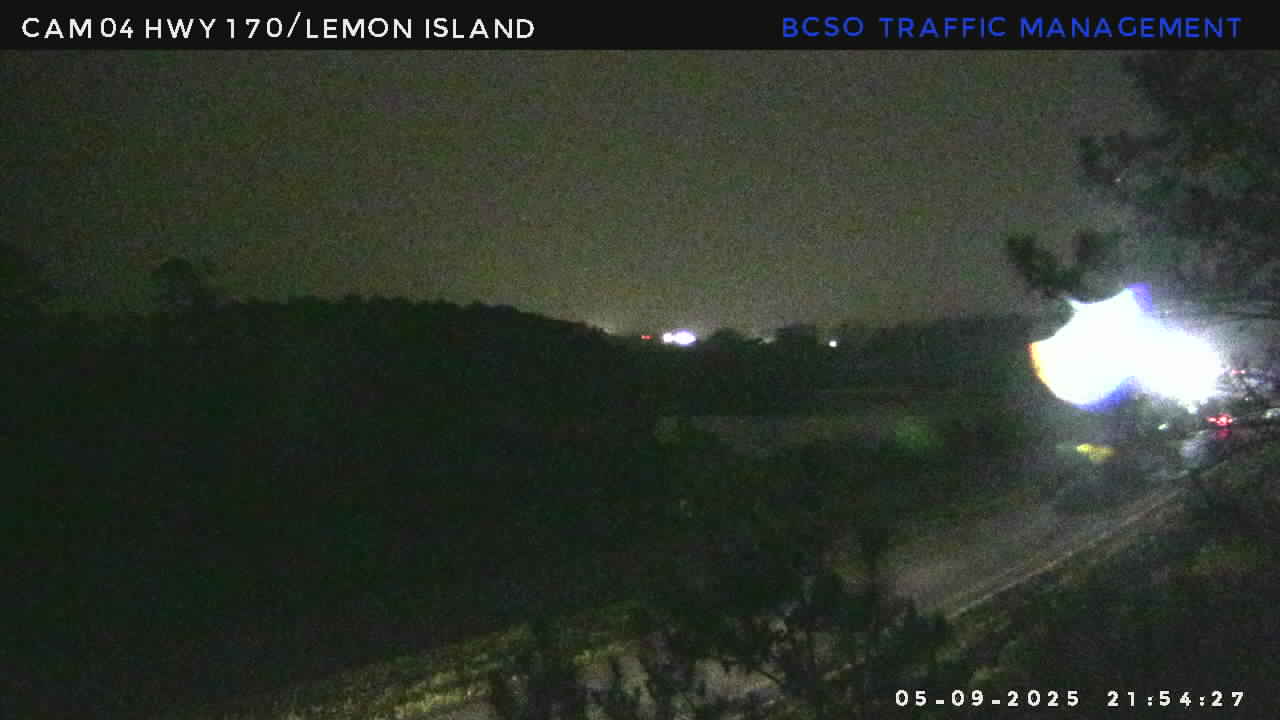 CAM04 HWY 170/LEMON ISLAND
BCSO TRAFFIC MANAGEMENT
05-09-2025 21:54:27